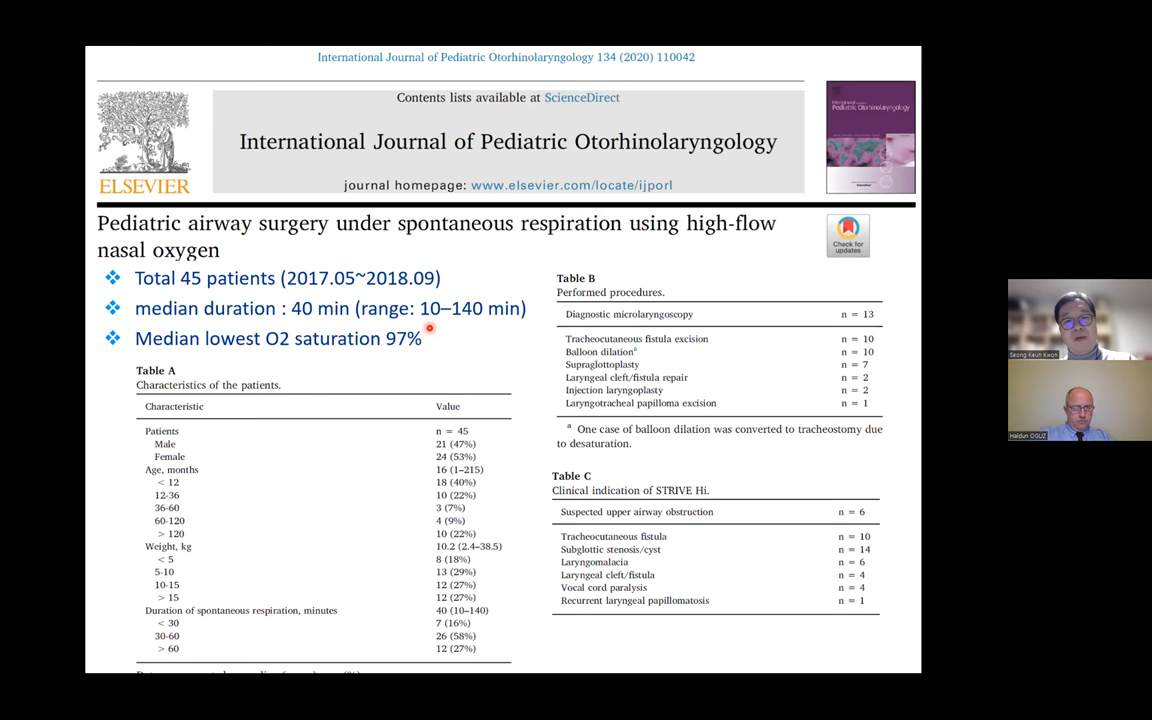 International Journal of Pediatric Otorhinolaryngology 134 (2020) 110042
Contents lists available at ScienceDirect
International Journal of Pediatric Otorhinolaryngology
journal homepage: www.elsevier.com/locate/ijporl
ELSEVIER
Pediatric Otorhinolaryngology
Pediatric airway surgery under spontaneous respiration using high-flow
nasal oxygen
Check for
updates
❖ Total 45 patients (2017.05~2018.09)
❖ median duration : 40 min (range: 10–140 min)
❖ Median lowest O2 saturation 97%
Table A
Characteristics of the patients.
Characteristic Value
Patients n = 45
Male 21 (47%)
Female 24 (53%)
Age, months 16 (1–215)
< 12 18 (40%)
12-36 10 (22%)
36-60 3 (7%)
60-120 4 (9%)
> 120 10 (22%)
Weight, kg 10.2 (2.4–38.5)
< 5 8 (18%)
5-10 13 (29%)
10-15 12 (27%)
> 15 12 (27%)
Duration of spontaneous respiration, minutes 40 (10–140)
< 30 7 (16%)
30-60 26 (58%)
> 60 12 (27%)
Table B
Performed procedures.
Diagnostic microlaryngoscopy n = 13
Tracheocutaneous fistula excision n = 10
Balloon dilationᵃ n = 10
Supraglottoplasty n = 7
Laryngeal cleft/fistula repair n = 2
Injection laryngoplasty n = 2
Laryngotracheal papilloma excision n = 1
ᵃ One case of balloon dilation was converted to tracheostomy due
to desaturation.
Table C
Clinical indication of STRIVE Hi.
Suspected upper airway obstruction n = 6
Tracheocutaneous fistula n = 10
Subglottic stenosis/cyst n = 14
Laryngomalacia n = 6
Laryngeal cleft/fistula n = 4
Vocal cord paralysis n = 4
Recurrent laryngeal papillomatosis n = 1
Seong Keun Kwon
Haldun OGUZ